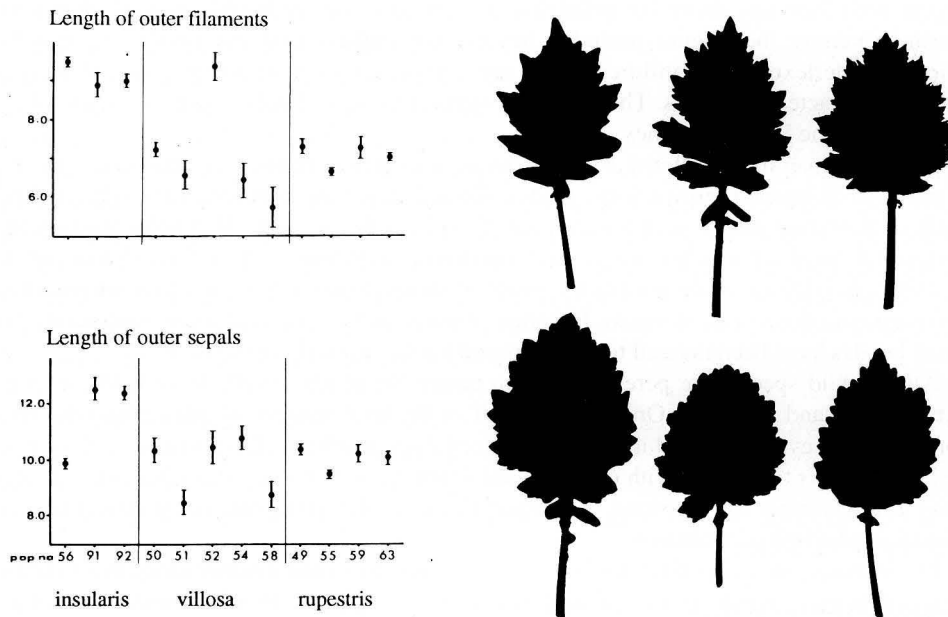 Length of outer filaments
8.0
6.0
Length of outer sepals
12.0
10.0
8.0
pop no 56 91 92 50 51 52 54 58 49 55 59 63
insularis villosa rupestris